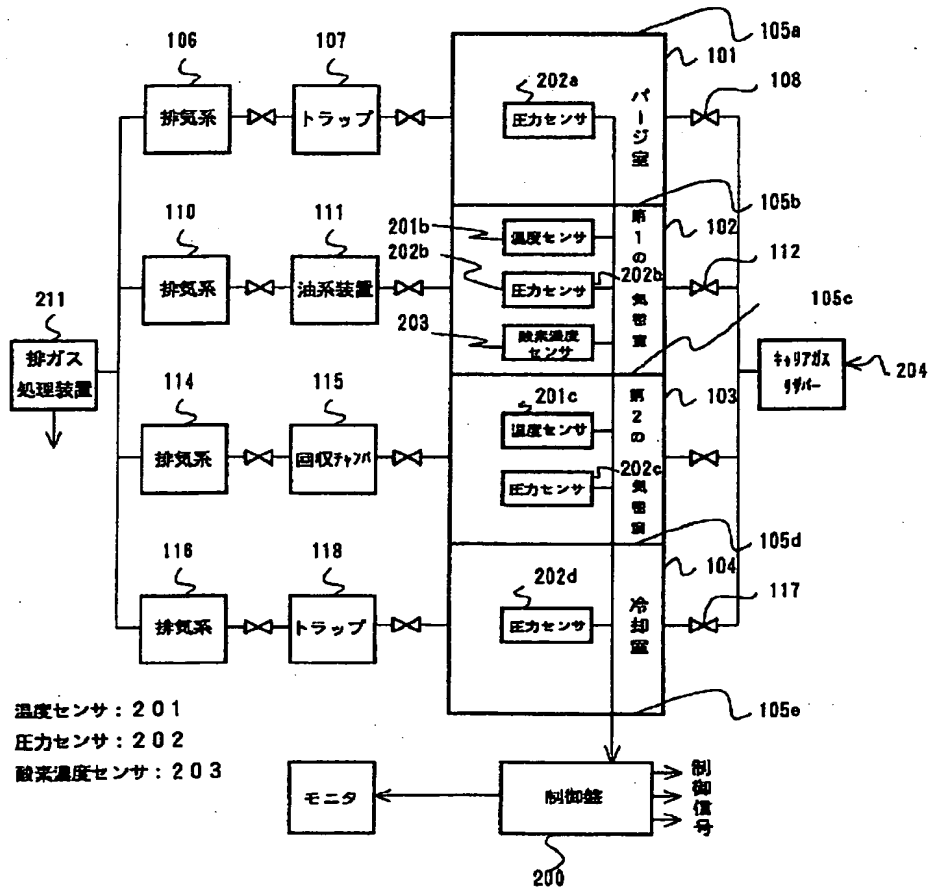 105a
106
107
101
202a
108
排気系
トラップ
圧力センサ
パージ室
105b
110
111
201b
102
温度センサ
第1の気密室
202b
202b
112
排気系
油系装置
圧力センサ
105c
211
203
酸素濃度
センサ
排ガス
処理装置
キャリアガス
リザバー
204
114
115
201c
103
温度センサ
第2の気密室
排気系
回収チャンバ
202c
圧力センサ
105d
116
118
104
202d
117
排気系
トラップ
圧力センサ
冷却室
温度センサ：201
105e
圧力センサ：202
酸素濃度センサ：203
モニタ
制御盤
制御信号
200